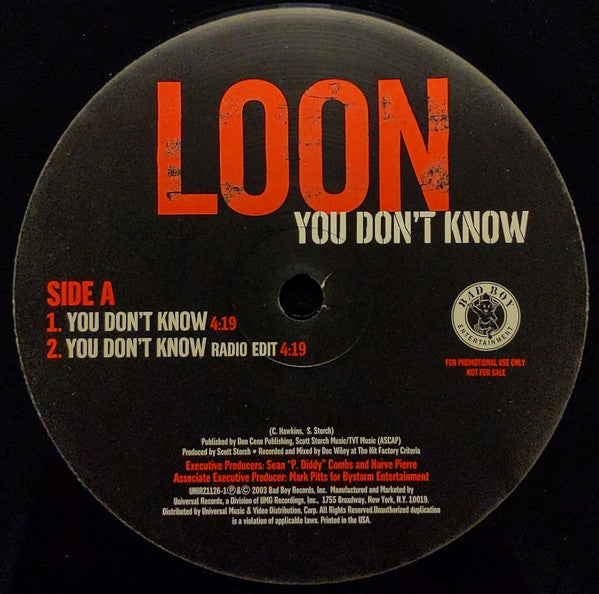 LOON
YOU DON'T KNOW
SIDE A
1. YOU DON'T KNOW 4:19
2. YOU DON'T KNOW RADIO EDIT 4:19
BAD BOY
ENTERTAINMENT
FOR PROMOTIONAL USE ONLY
NOT FOR SALE
(C. Hawkins, S. Storch)
Published by Don Ceno Publishing, Scott Storch Music/TVT Music (ASCAP)
Produced by Scott Storch • Recorded and Mixed by Doc Wiley at The Hit Factory Criteria
Executive Producers: Sean "P. Diddy" Combs and Harve Pierre
Associate Executive Producer: Mark Pitts for Bystorm Entertainment
UNIR21126-1 ℗&© 2003 Bad Boy Records, Inc. Manufactured and Marketed by
Universal Records, a Division of UMG Recordings, Inc., 1755 Broadway, New York, N.Y. 10019.
Distributed by Universal Music & Video Distribution, Corp. All Rights Reserved.Unauthorized duplication
is a violation of applicable laws. Printed in the USA.